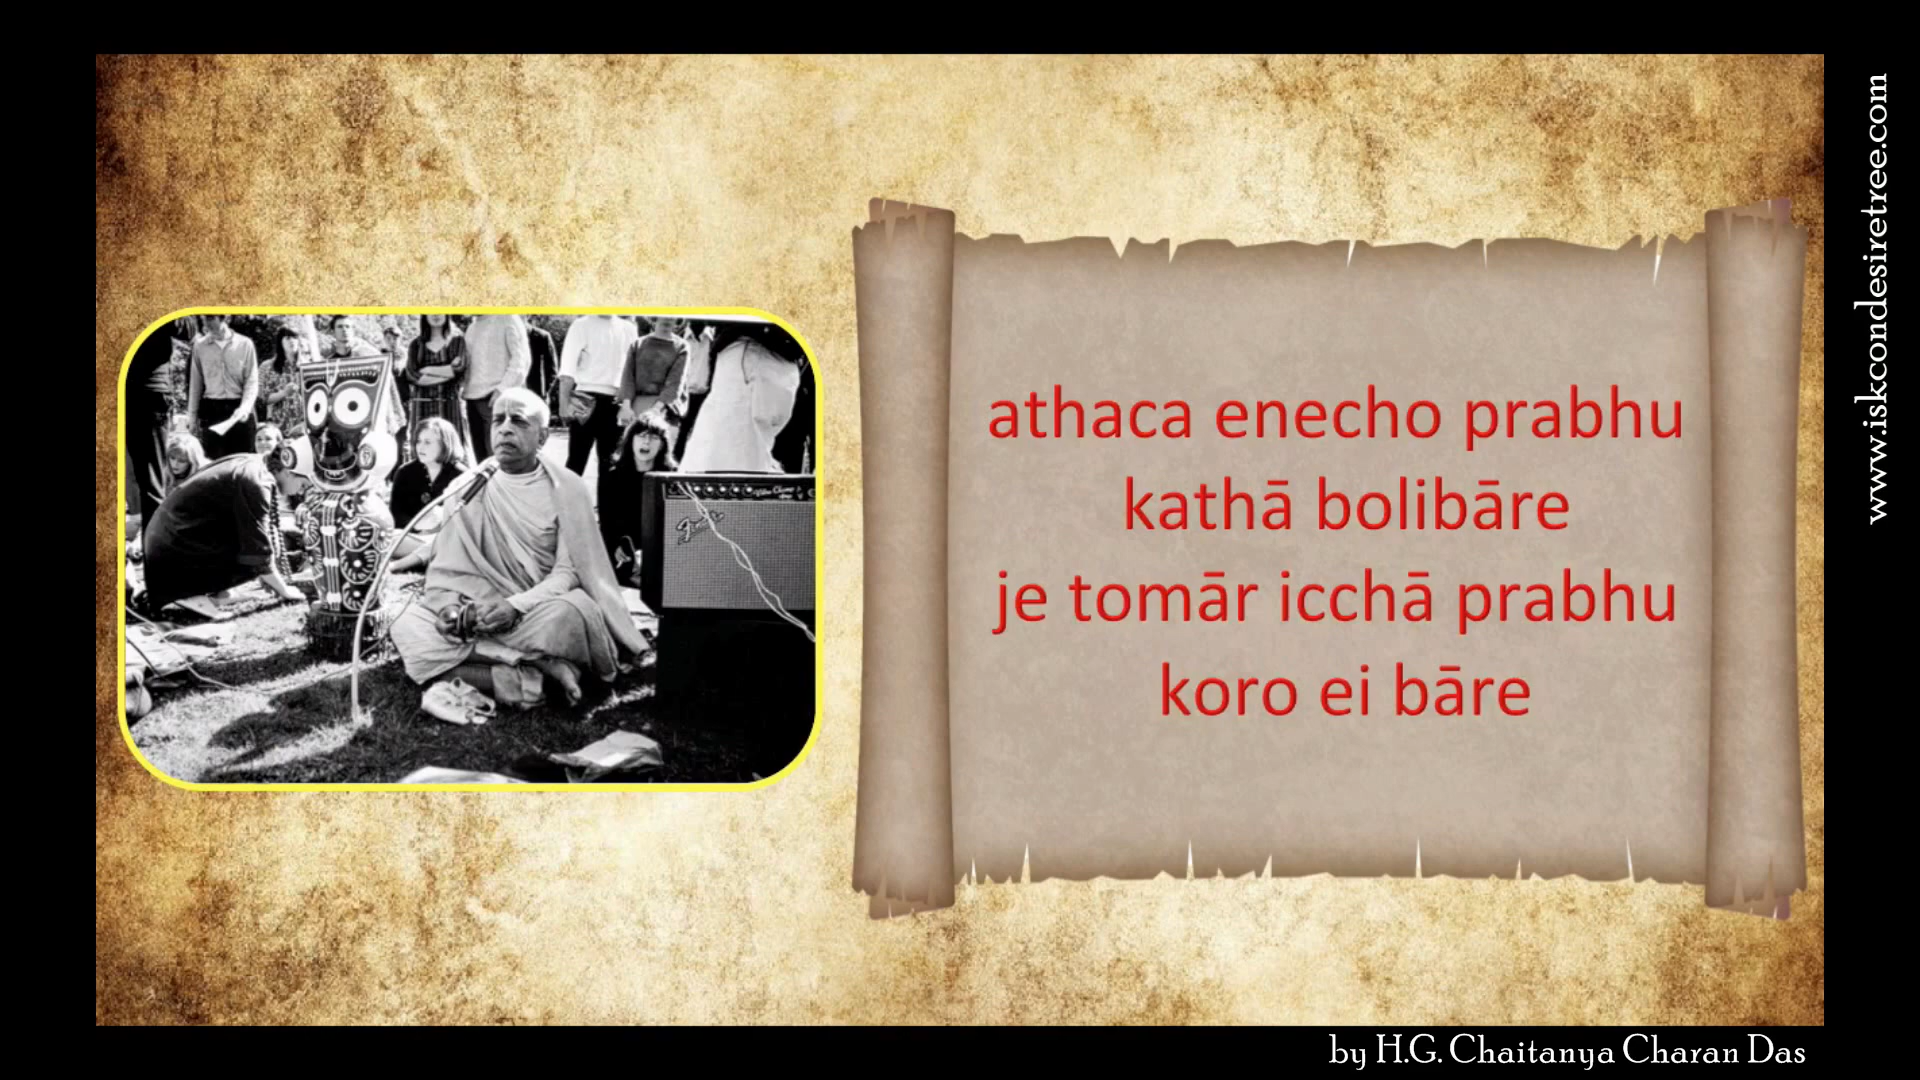 athaca enecho prabhu
kathā bolibāre
je tomār icchā prabhu
koro ei bāre
www.iskcondesiretree.com
by H.G. Chaitanya Charan Das
Fender